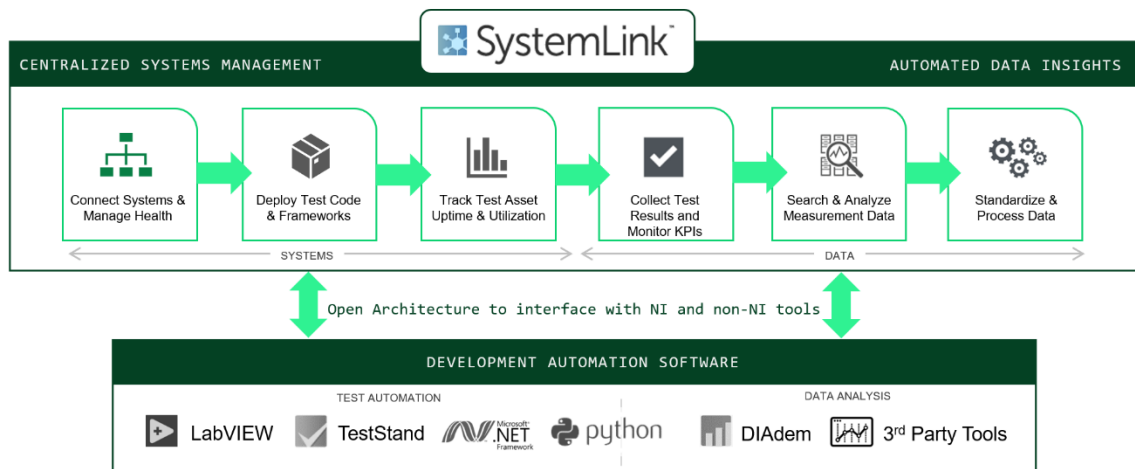 SystemLink™
CENTRALIZED SYSTEMS MANAGEMENT
AUTOMATED DATA INSIGHTS
Connect Systems &
Manage Health
Deploy Test Code
& Frameworks
Track Test Asset
Uptime & Utilization
Collect Test
Results and
Monitor KPIs
Search & Analyze
Measurement Data
Standardize &
Process Data
SYSTEMS
DATA
Open Architecture to interface with NI and non-NI tools
DEVELOPMENT AUTOMATION SOFTWARE
TEST AUTOMATION
DATA ANALYSIS
LabVIEW
TestStand
Microsoft®
.NET
Framework
python
DIAdem
3rd Party Tools